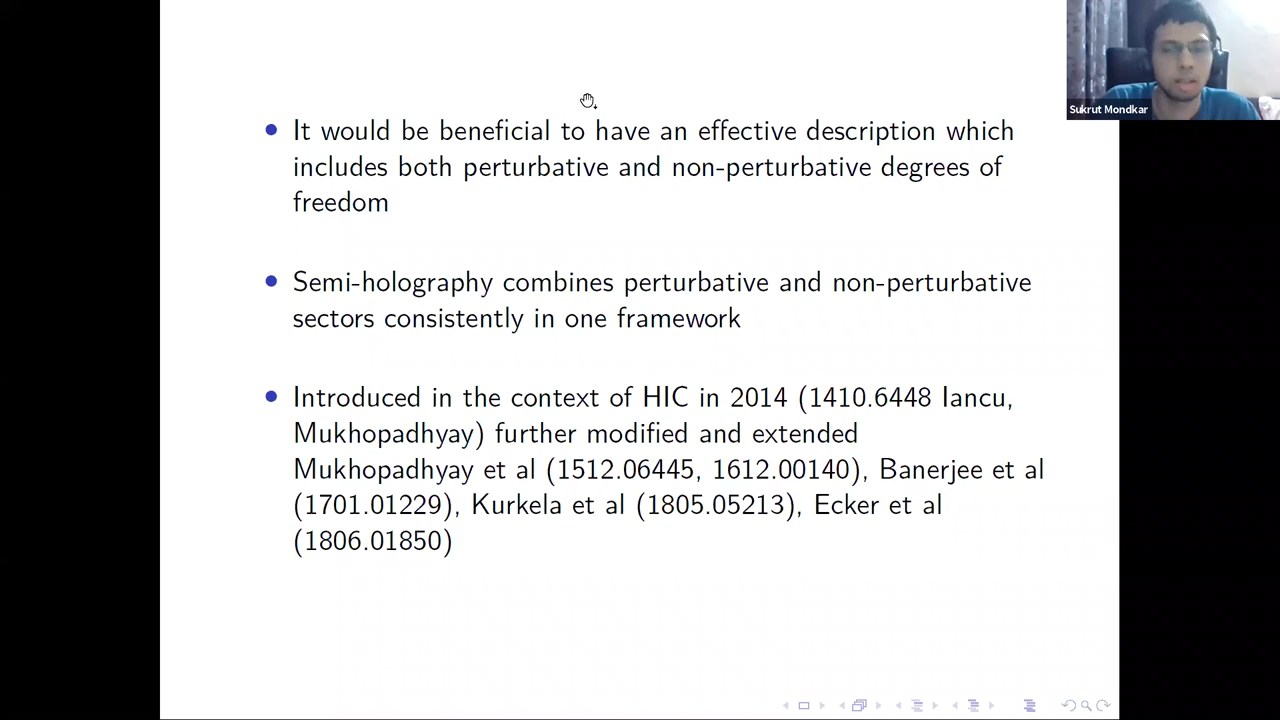 Sukrut Mondkar
It would be beneficial to have an effective description which
includes both perturbative and non-perturbative degrees of
freedom
Semi-holography combines perturbative and non-perturbative
sectors consistently in one framework
Introduced in the context of HIC in 2014 (1410.6448 Iancu,
Mukhopadhyay) further modified and extended
Mukhopadhyay et al (1512.06445, 1612.00140), Banerjee et al
(1701.01229), Kurkela et al (1805.05213), Ecker et al
(1806.01850)